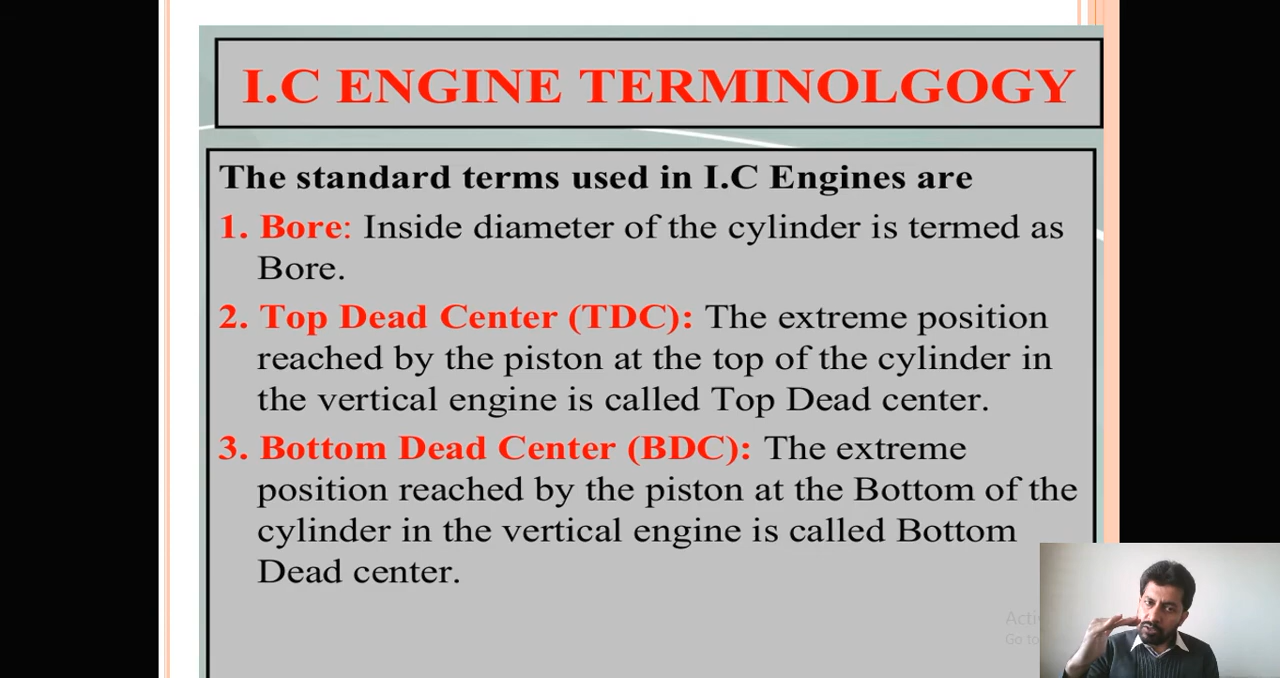 I.C ENGINE TERMINOLGOGY
The standard terms used in I.C Engines are
1. Bore: Inside diameter of the cylinder is termed as
Bore.
2. Top Dead Center (TDC): The extreme position
reached by the piston at the top of the cylinder in
the vertical engine is called Top Dead center.
3. Bottom Dead Center (BDC): The extreme
position reached by the piston at the Bottom of the
cylinder in the vertical engine is called Bottom
Dead center.
Acti
Go to